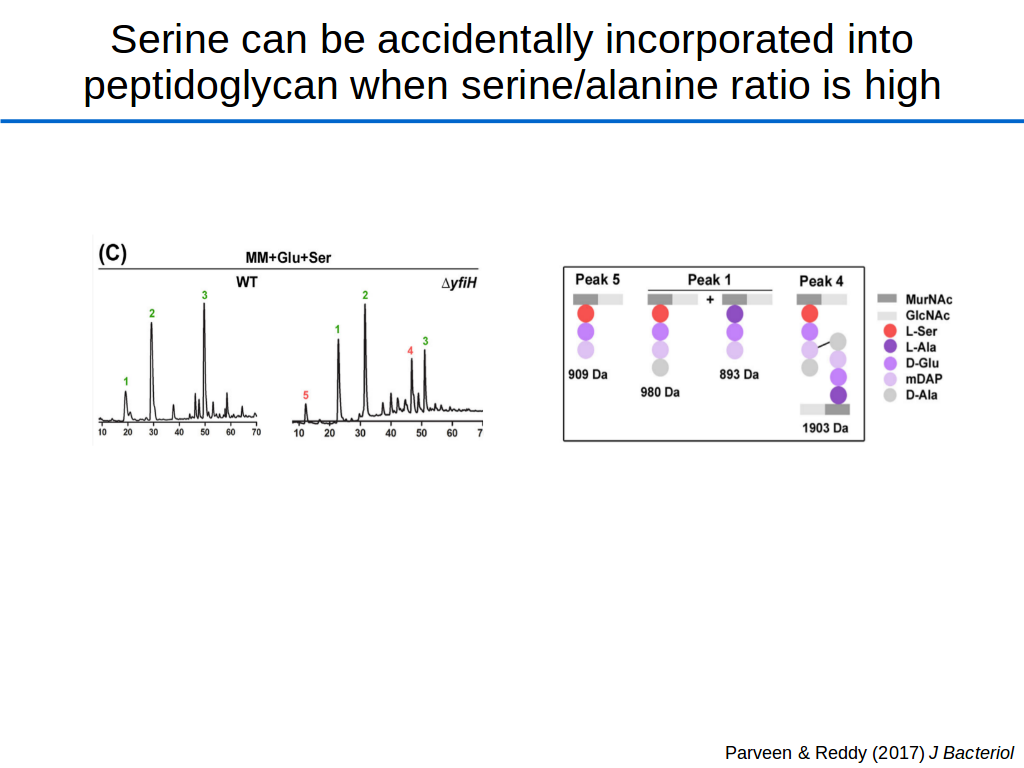 Serine can be accidentally incorporated into
peptidoglycan when serine/alanine ratio is high
(C)
MM+Glu+Ser
WT
ΔyfiH
1
2
3
10 20 30 40 50 60 70
5
1
2
4
3
10 20 30 40 50 60 7
Peak 5
Peak 1
Peak 4
+
909 Da
980 Da
893 Da
1903 Da
MurNAc
GlcNAc
L-Ser
L-Ala
D-Glu
mDAP
D-Ala
Parveen & Reddy (2017) J Bacteriol